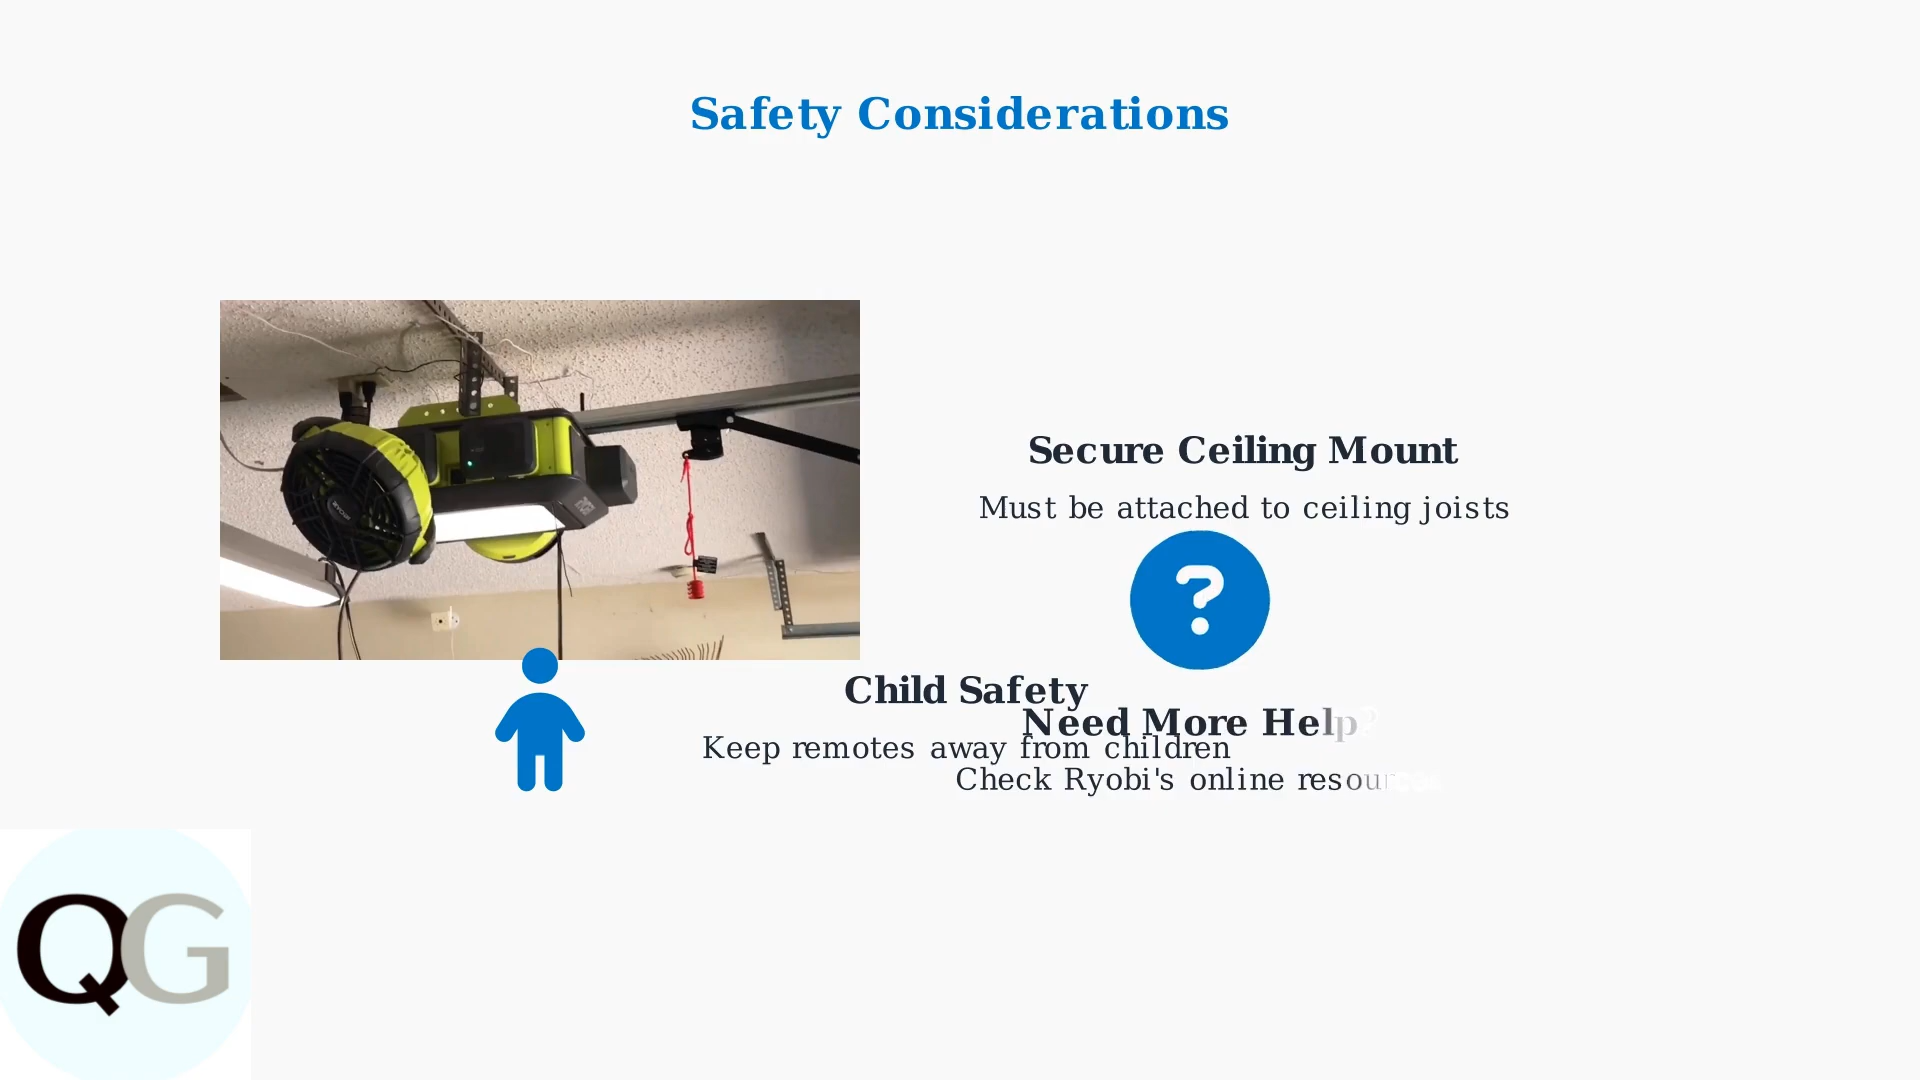 Safety Considerations
Secure Ceiling Mount
Must be attached to ceiling joists
?
Child Safety
Keep remotes away from children
Need More Help?
Check Ryobi's online resources
QG